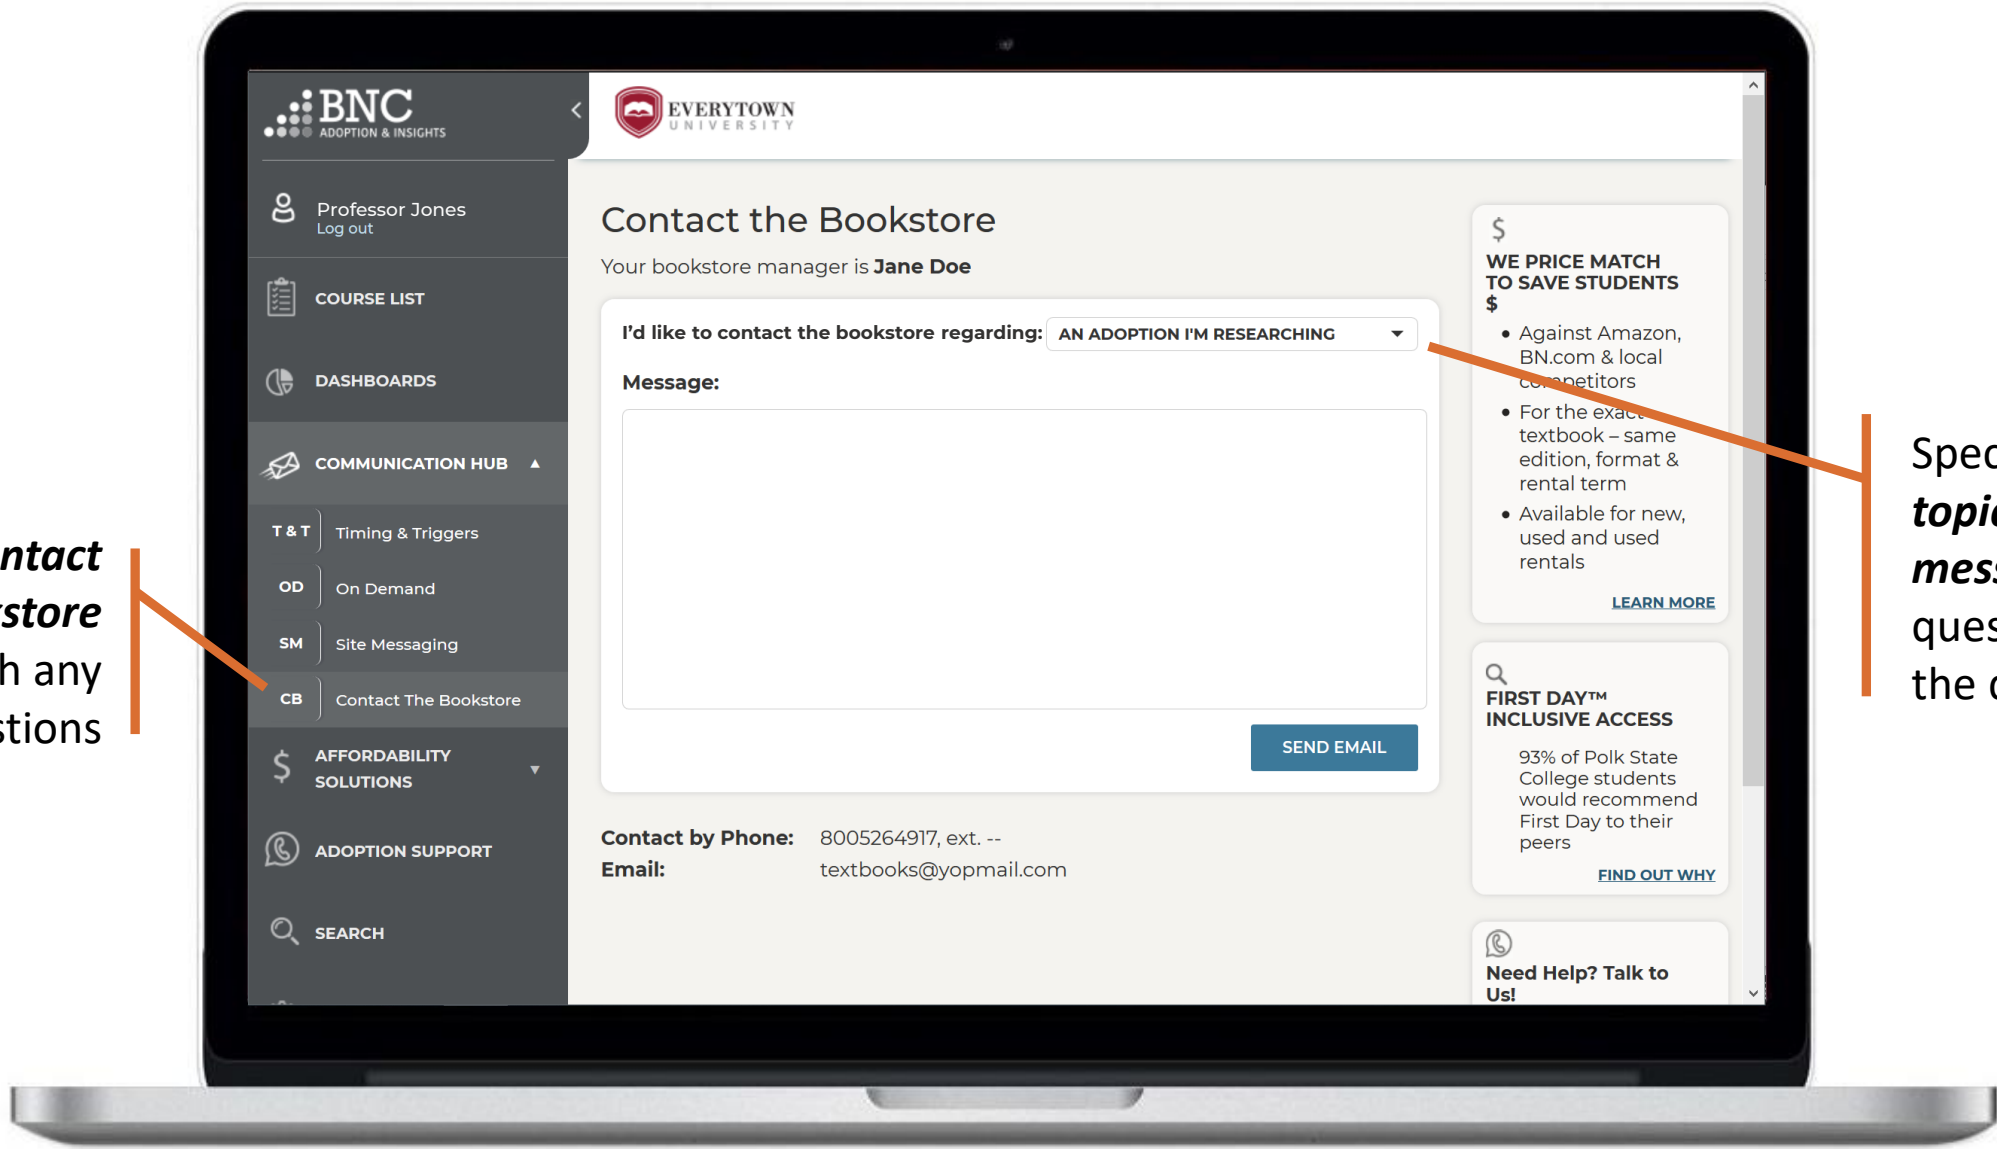 BNC
ADOPTION & INSIGHTS
Professor Jones
Log out
COURSE LIST
DASHBOARDS
COMMUNICATION HUB
T & T Timing & Triggers
OD On Demand
SM Site Messaging
CB Contact The Bookstore
AFFORDABILITY
SOLUTIONS
ADOPTION SUPPORT
SEARCH
EVERYTOWN
UNIVERSITY
Contact the Bookstore
Your bookstore manager is Jane Doe
I'd like to contact the bookstore regarding: AN ADOPTION I'M RESEARCHING
Message:
SEND EMAIL
Contact by Phone: 8005264917, ext. --
Email: textbooks@yopmail.com
$
WE PRICE MATCH
TO SAVE STUDENTS
$
• Against Amazon,
BN.com & local
competitors
• For the exact
textbook – same
edition, format &
rental term
• Available for new,
used and used
rentals
LEARN MORE
FIRST DAY™
INCLUSIVE ACCESS
93% of Polk State
College students
would recommend
First Day to their
peers
FIND OUT WHY
Need Help? Talk to
Us!
any
the